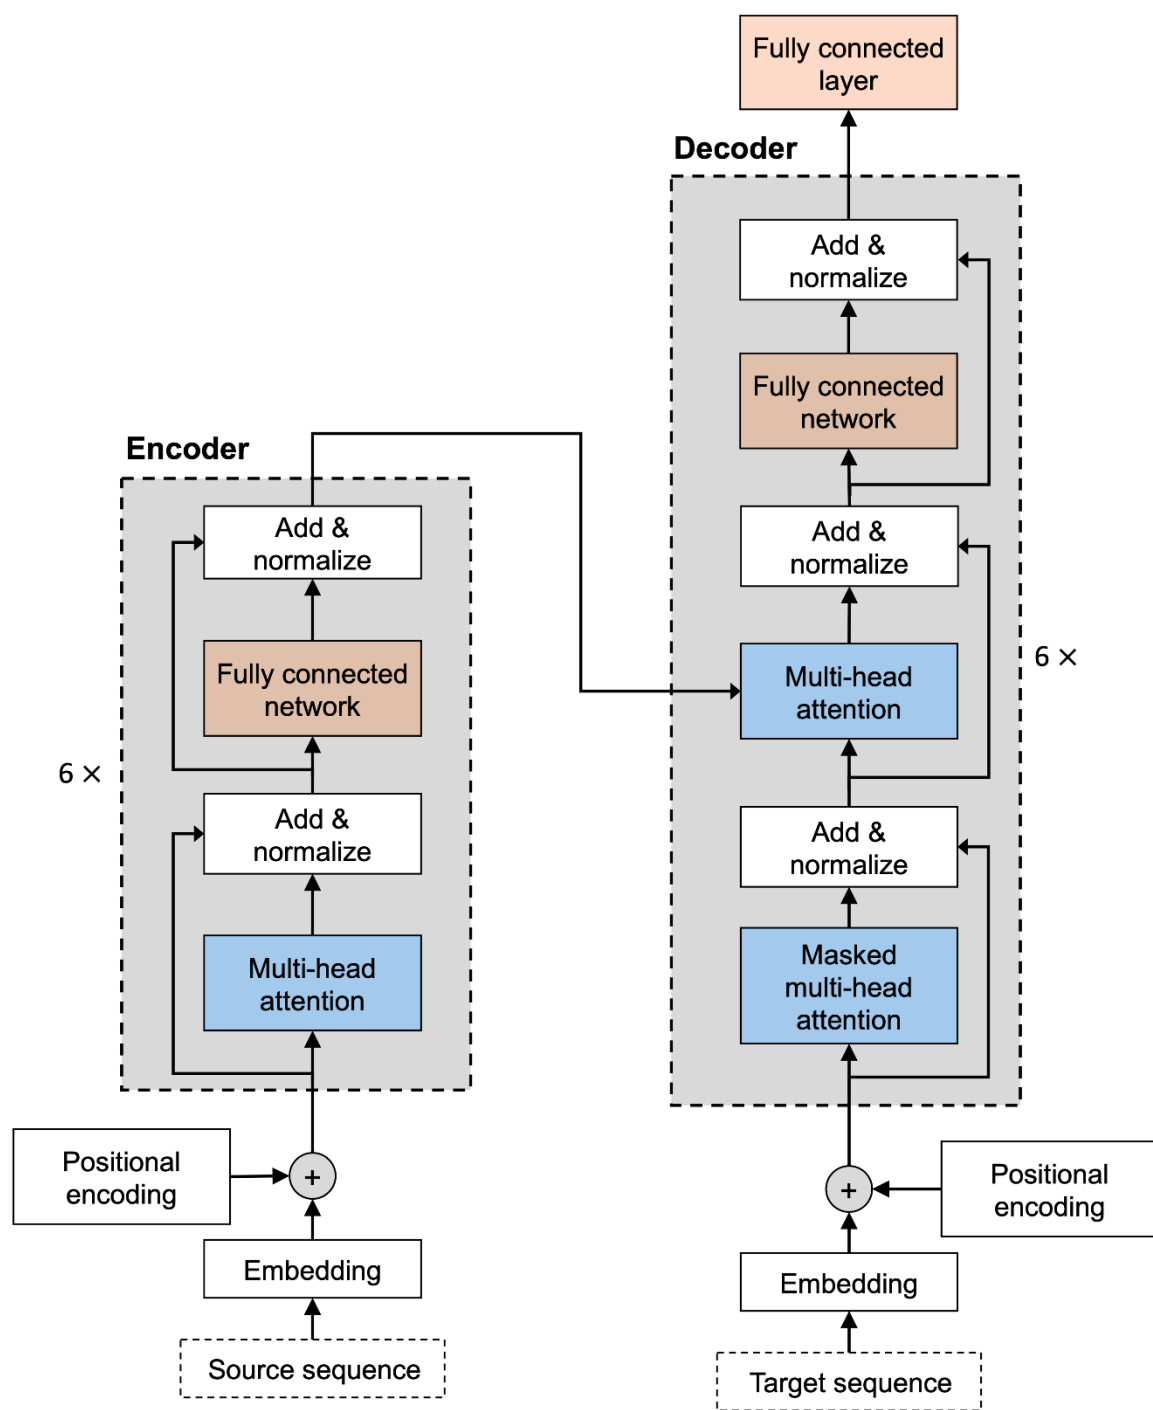 Fully connected
layer
Decoder
Add &
normalize
Fully connected
network
Add &
normalize
Multi-head
attention
6 ×
Add &
normalize
Masked
multi-head
attention
Positional
encoding
+
Embedding
Target sequence
Encoder
Add &
normalize
Fully connected
network
6 ×
Add &
normalize
Multi-head
attention
Positional
encoding
+
Embedding
Source sequence